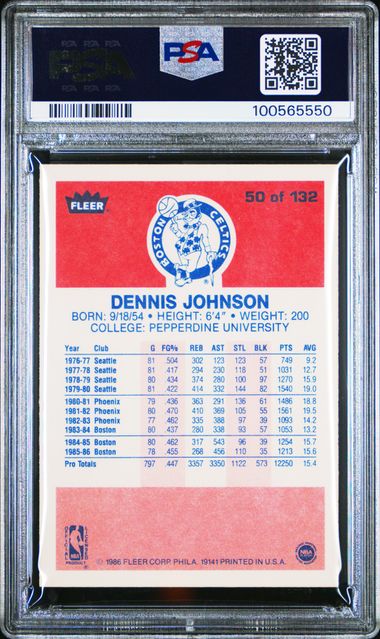 PSA
PSA
100565550
FLEER
50 of 132
BOSTON CELTICS
DENNIS JOHNSON
BORN: 9/18/54 • HEIGHT: 6'4" • WEIGHT: 200
COLLEGE: PEPPERDINE UNIVERSITY
Year Club G FG% REB AST STL BLK PTS AVG
1976-77 Seattle 81 .504 302 123 123 57 749 9.2
1977-78 Seattle 81 .417 294 230 118 51 1031 12.7
1978-79 Seattle 80 .434 374 280 100 97 1270 15.9
1979-80 Seattle 81 .422 414 332 144 82 1540 19.0
1980-81 Phoenix 79 .436 363 291 136 61 1486 18.8
1981-82 Phoenix 80 .470 410 369 105 55 1561 19.5
1982-83 Phoenix 77 .462 335 388 97 39 1093 14.2
1983-84 Boston 80 .437 280 338 93 57 1053 13.2
1984-85 Boston 80 .462 317 543 96 39 1254 15.7
1985-86 Boston 78 .455 268 456 110 35 1213 15.6
Pro Totals 797 .447 3357 3350 1122 573 12250 15.4
OFFICIAL NBA LICENSED PRODUCT
© 1986 FLEER CORP. PHILA. 19141 PRINTED IN U.S.A.
NBA